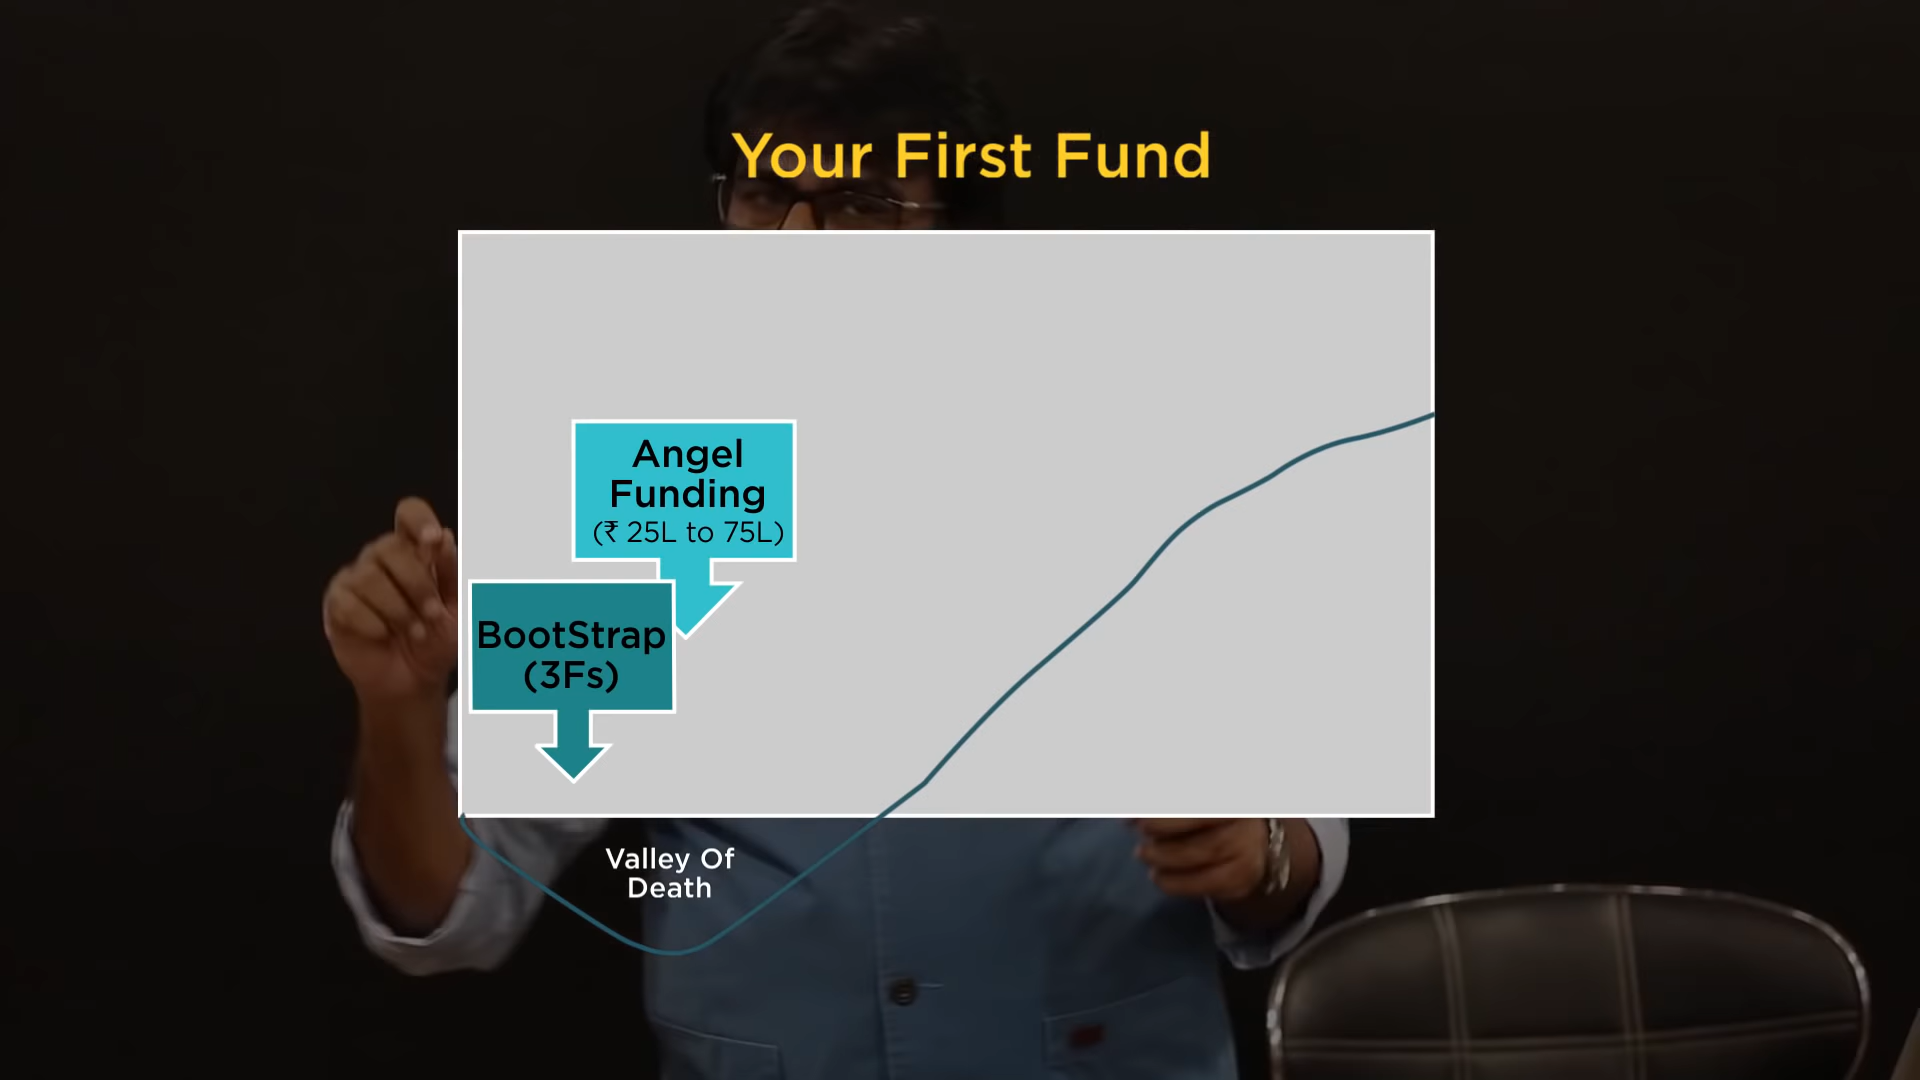 Your First Fund
Angel
Funding
(₹ 25L to 75L)
BootStrap
(3Fs)
Valley Of
Death